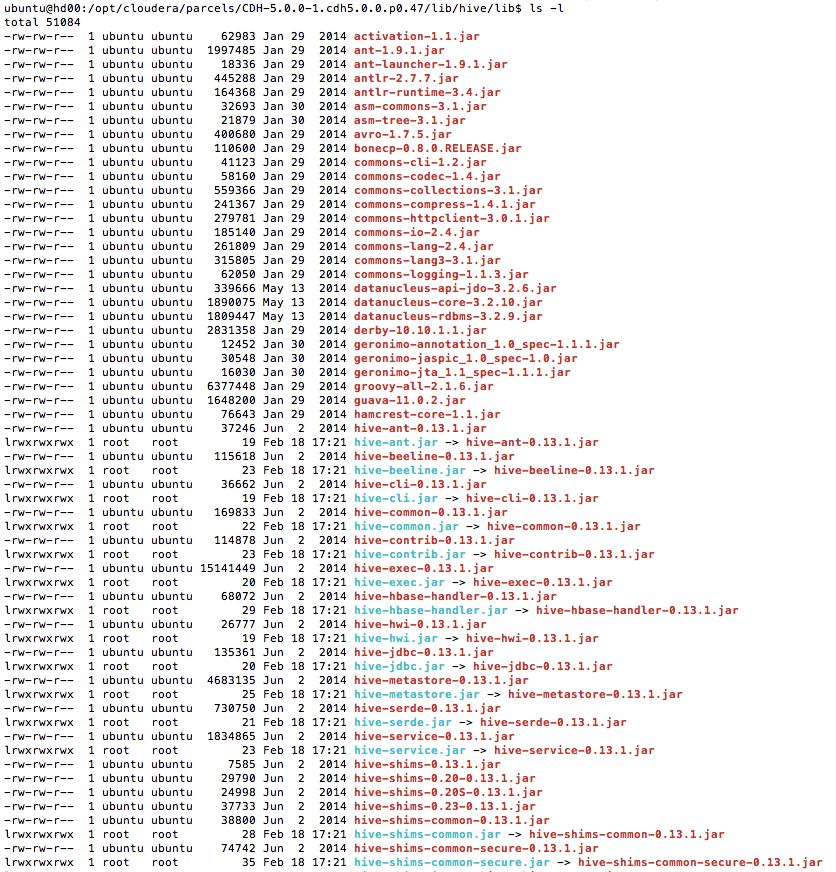 ubuntu@hd00:/opt/cloudera/parcels/CDH-5.0.0-1.cdh5.0.0.p0.47/lib/hive/lib$ ls -l
total 51084
-rw-rw-r--  1 ubuntu ubuntu    62983 Jan 29  2014 activation-1.1.jar
-rw-rw-r--  1 ubuntu ubuntu  1997485 Jan 29  2014 ant-1.9.1.jar
-rw-rw-r--  1 ubuntu ubuntu    18336 Jan 29  2014 ant-launcher-1.9.1.jar
-rw-rw-r--  1 ubuntu ubuntu   445288 Jan 29  2014 antlr-2.7.7.jar
-rw-rw-r--  1 ubuntu ubuntu   164368 Jan 29  2014 antlr-runtime-3.4.jar
-rw-rw-r--  1 ubuntu ubuntu    32693 Jan 30  2014 asm-commons-3.1.jar
-rw-rw-r--  1 ubuntu ubuntu    21879 Jan 30  2014 asm-tree-3.1.jar
-rw-rw-r--  1 ubuntu ubuntu   400680 Jan 29  2014 avro-1.7.5.jar
-rw-rw-r--  1 ubuntu ubuntu   110600 Jan 29  2014 bonecp-0.8.0.RELEASE.jar
-rw-rw-r--  1 ubuntu ubuntu    41123 Jan 29  2014 commons-cli-1.2.jar
-rw-rw-r--  1 ubuntu ubuntu    58160 Jan 29  2014 commons-codec-1.4.jar
-rw-rw-r--  1 ubuntu ubuntu   559366 Jan 29  2014 commons-collections-3.1.jar
-rw-rw-r--  1 ubuntu ubuntu   241367 Jan 29  2014 commons-compress-1.4.1.jar
-rw-rw-r--  1 ubuntu ubuntu   279781 Jan 29  2014 commons-httpclient-3.0.1.jar
-rw-rw-r--  1 ubuntu ubuntu   185140 Jan 29  2014 commons-io-2.4.jar
-rw-rw-r--  1 ubuntu ubuntu   261809 Jan 29  2014 commons-lang-2.4.jar
-rw-rw-r--  1 ubuntu ubuntu   315805 Jan 29  2014 commons-lang3-3.1.jar
-rw-rw-r--  1 ubuntu ubuntu    62050 Jan 29  2014 commons-logging-1.1.3.jar
-rw-rw-r--  1 ubuntu ubuntu   339666 May 13  2014 datanucleus-api-jdo-3.2.6.jar
-rw-rw-r--  1 ubuntu ubuntu  1890075 May 13  2014 datanucleus-core-3.2.10.jar
-rw-rw-r--  1 ubuntu ubuntu  1809447 May 13  2014 datanucleus-rdbms-3.2.9.jar
-rw-rw-r--  1 ubuntu ubuntu  2831358 Jan 29  2014 derby-10.10.1.1.jar
-rw-rw-r--  1 ubuntu ubuntu    12452 Jan 30  2014 geronimo-annotation_1.0_spec-1.1.1.jar
-rw-rw-r--  1 ubuntu ubuntu    30548 Jan 30  2014 geronimo-jaspic_1.0_spec-1.0.jar
-rw-rw-r--  1 ubuntu ubuntu    16030 Jan 30  2014 geronimo-jta_1.1_spec-1.1.1.jar
-rw-rw-r--  1 ubuntu ubuntu  6377448 Jan 30  2014 groovy-all-2.1.6.jar
-rw-rw-r--  1 ubuntu ubuntu  1648200 Jan 29  2014 guava-11.0.2.jar
-rw-rw-r--  1 ubuntu ubuntu    76643 Jan 29  2014 hamcrest-core-1.1.jar
-rw-rw-r--  1 ubuntu ubuntu    37246 Jun  2  2014 hive-ant-0.13.1.jar
lrwxrwxrwx  1 root   root         19 Feb 18 17:21 hive-ant.jar -> hive-ant-0.13.1.jar
-rw-rw-r--  1 ubuntu ubuntu   115618 Jun  2  2014 hive-beeline-0.13.1.jar
lrwxrwxrwx  1 root   root         23 Feb 18 17:21 hive-beeline.jar -> hive-beeline-0.13.1.jar
-rw-rw-r--  1 ubuntu ubuntu    36662 Jun  2  2014 hive-cli-0.13.1.jar
lrwxrwxrwx  1 root   root         19 Feb 18 17:21 hive-cli.jar -> hive-cli-0.13.1.jar
-rw-rw-r--  1 ubuntu ubuntu   169833 Jun  2  2014 hive-common-0.13.1.jar
lrwxrwxrwx  1 root   root         22 Feb 18 17:21 hive-common.jar -> hive-common-0.13.1.jar
-rw-rw-r--  1 ubuntu ubuntu   114878 Jun  2  2014 hive-contrib-0.13.1.jar
lrwxrwxrwx  1 root   root         23 Feb 18 17:21 hive-contrib.jar -> hive-contrib-0.13.1.jar
-rw-rw-r--  1 ubuntu ubuntu 15141449 Jun  2  2014 hive-exec-0.13.1.jar
lrwxrwxrwx  1 root   root         20 Feb 18 17:21 hive-exec.jar -> hive-exec-0.13.1.jar
-rw-rw-r--  1 ubuntu ubuntu    68072 Jun  2  2014 hive-hbase-handler-0.13.1.jar
lrwxrwxrwx  1 root   root         29 Feb 18 17:21 hive-hbase-handler.jar -> hive-hbase-handler-0.13.1.jar
-rw-rw-r--  1 ubuntu ubuntu    26777 Jun  2  2014 hive-hwi-0.13.1.jar
lrwxrwxrwx  1 root   root         19 Feb 18 17:21 hive-hwi.jar -> hive-hwi-0.13.1.jar
-rw-rw-r--  1 ubuntu ubuntu   135361 Jun  2  2014 hive-jdbc-0.13.1.jar
lrwxrwxrwx  1 root   root         20 Feb 18 17:21 hive-jdbc.jar -> hive-jdbc-0.13.1.jar
-rw-rw-r--  1 ubuntu ubuntu  4683135 Jun  2  2014 hive-metastore-0.13.1.jar
lrwxrwxrwx  1 root   root         25 Feb 18 17:21 hive-metastore.jar -> hive-metastore-0.13.1.jar
-rw-rw-r--  1 ubuntu ubuntu   730750 Jun  2  2014 hive-serde-0.13.1.jar
lrwxrwxrwx  1 root   root         21 Feb 18 17:21 hive-serde.jar -> hive-serde-0.13.1.jar
-rw-rw-r--  1 ubuntu ubuntu  1834865 Jun  2  2014 hive-service-0.13.1.jar
lrwxrwxrwx  1 root   root         23 Feb 18 17:21 hive-service.jar -> hive-service-0.13.1.jar
-rw-rw-r--  1 ubuntu ubuntu     7585 Jun  2  2014 hive-shims-0.13.1.jar
-rw-rw-r--  1 ubuntu ubuntu    29790 Jun  2  2014 hive-shims-0.20-0.13.1.jar
-rw-rw-r--  1 ubuntu ubuntu    24998 Jun  2  2014 hive-shims-0.20S-0.13.1.jar
-rw-rw-r--  1 ubuntu ubuntu    37733 Jun  2  2014 hive-shims-0.23-0.13.1.jar
-rw-rw-r--  1 ubuntu ubuntu    38800 Jun  2  2014 hive-shims-common-0.13.1.jar
lrwxrwxrwx  1 root   root         28 Feb 18 17:21 hive-shims-common.jar -> hive-shims-common-0.13.1.jar
-rw-rw-r--  1 ubuntu ubuntu    74742 Jun  2  2014 hive-shims-common-secure-0.13.1.jar
lrwxrwxrwx  1 root   root         35 Feb 18 17:21 hive-shims-common-secure.jar -> hive-shims-common-secure-0.13.1.jar